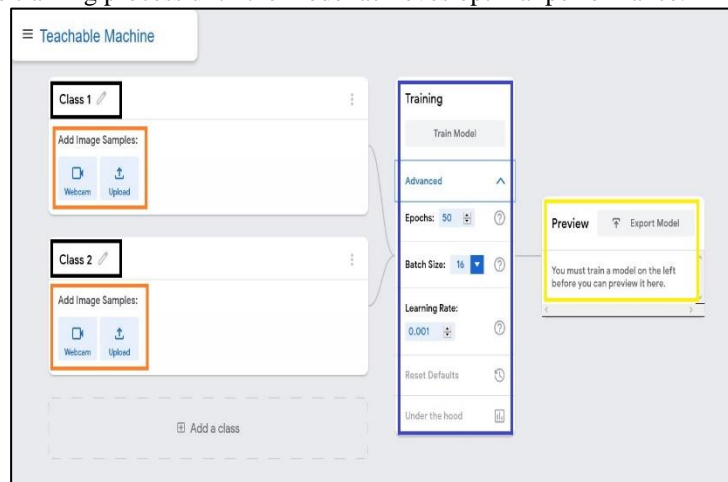 Teachable Machine
Class 1
Add Image Samples:
Webcam Upload
Class 2
Add Image Samples:
Webcam Upload
Add a class
Training
Train Model
Advanced
Epochs: 50
Batch Size: 16
Learning Rate:
0.001
Reset Defaults
Under the hood
Preview Export Model
You must train a model on the left
before you can preview it here.